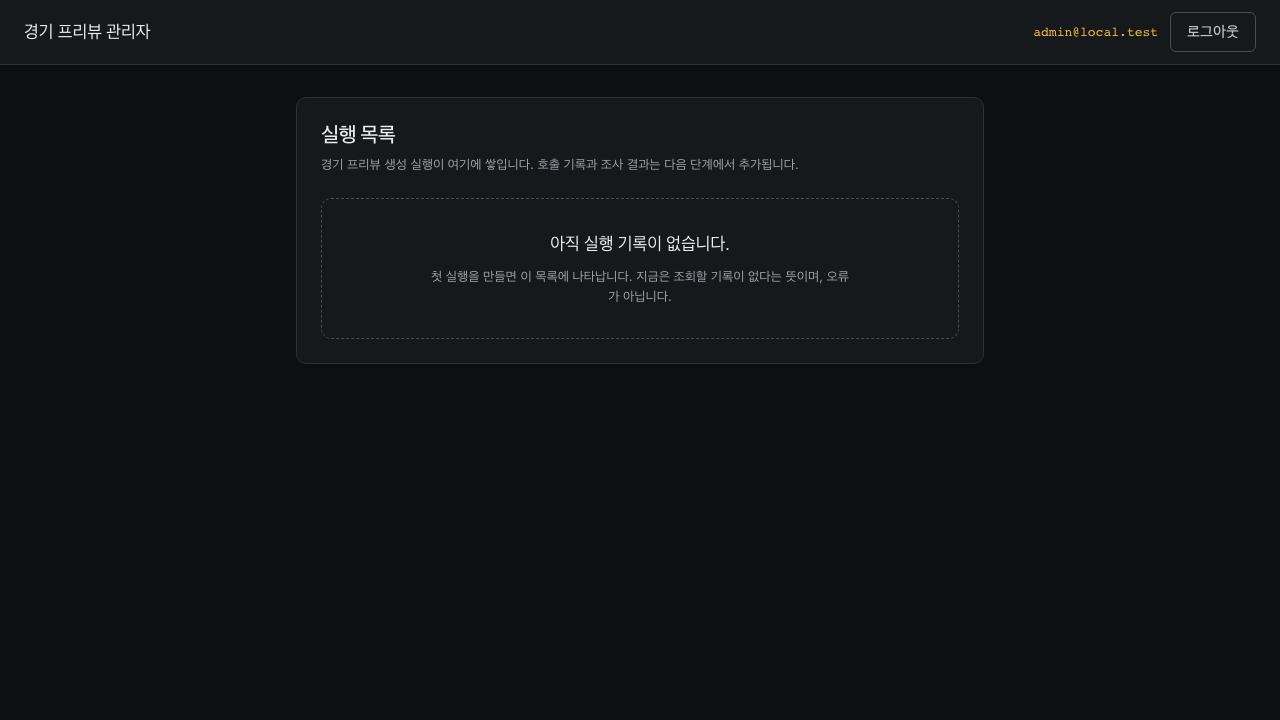 경기 프리뷰 관리자
admin@local.test
로그아웃
실행 목록
경기 프리뷰 생성 실행이 여기에 쌓입니다. 호출 기록과 조사 결과는 다음 단계에서 추가됩니다.
아직 실행 기록이 없습니다.
첫 실행을 만들면 이 목록에 나타납니다. 지금은 조회할 기록이 없다는 뜻이며, 오류
가 아닙니다.